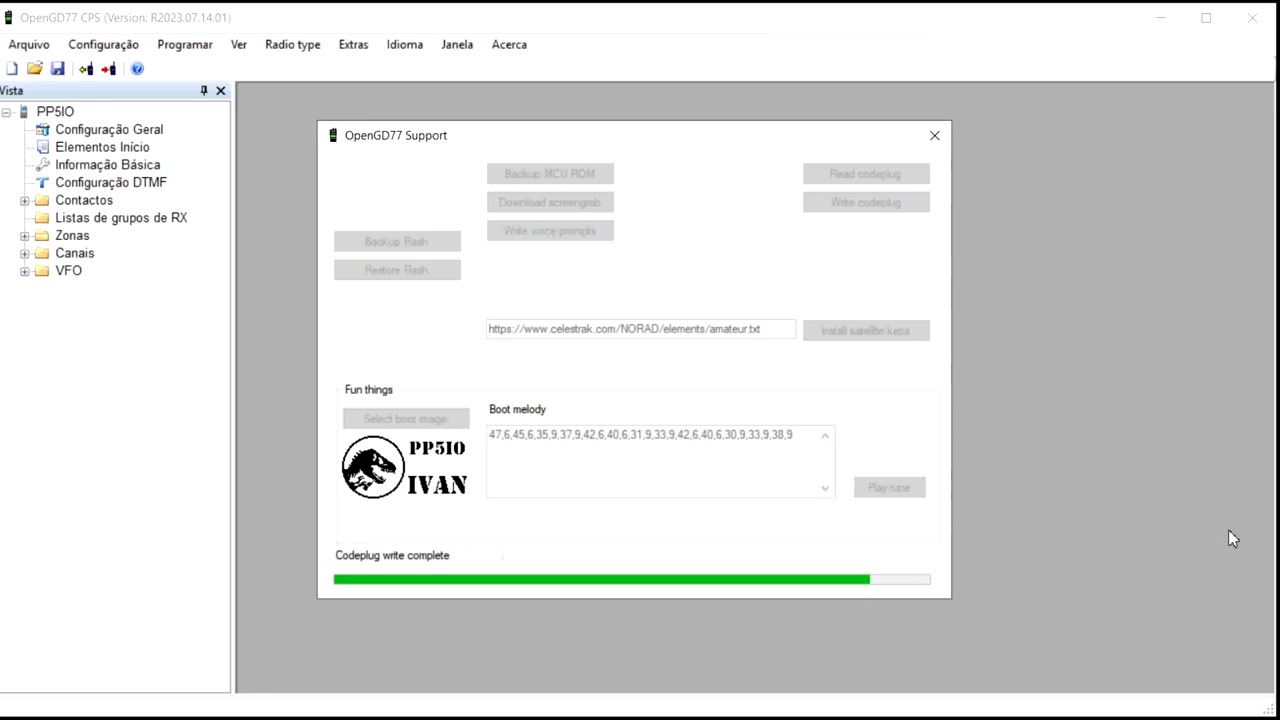 OpenGD77 CPS (Version: R2023.07.14.01)
Arquivo Configuração Programar Ver Radio type Extras Idioma Janela Acerca
Vista
PP5IO
Configuração Geral
Elementos Início
Informação Básica
Configuração DTMF
Contactos
Listas de grupos de RX
Zonas
Canais
VFO
OpenGD77 Support
Backup MCU ROM
Read codeplug
Download screengrab
Write codeplug
Write voice prompts
Backup Flash
Restore Flash
https://www.celestrak.com/NORAD/elements/amateur.txt
Install satellite keps
Fun things
Select boot image
Boot melody
47,6,45,6,35,9,37,9,42,6,40,6,31,9,33,9,42,6,40,6,30,9,33,9,38,9
PP5IO
IVAN
Play tune
Codeplug write complete